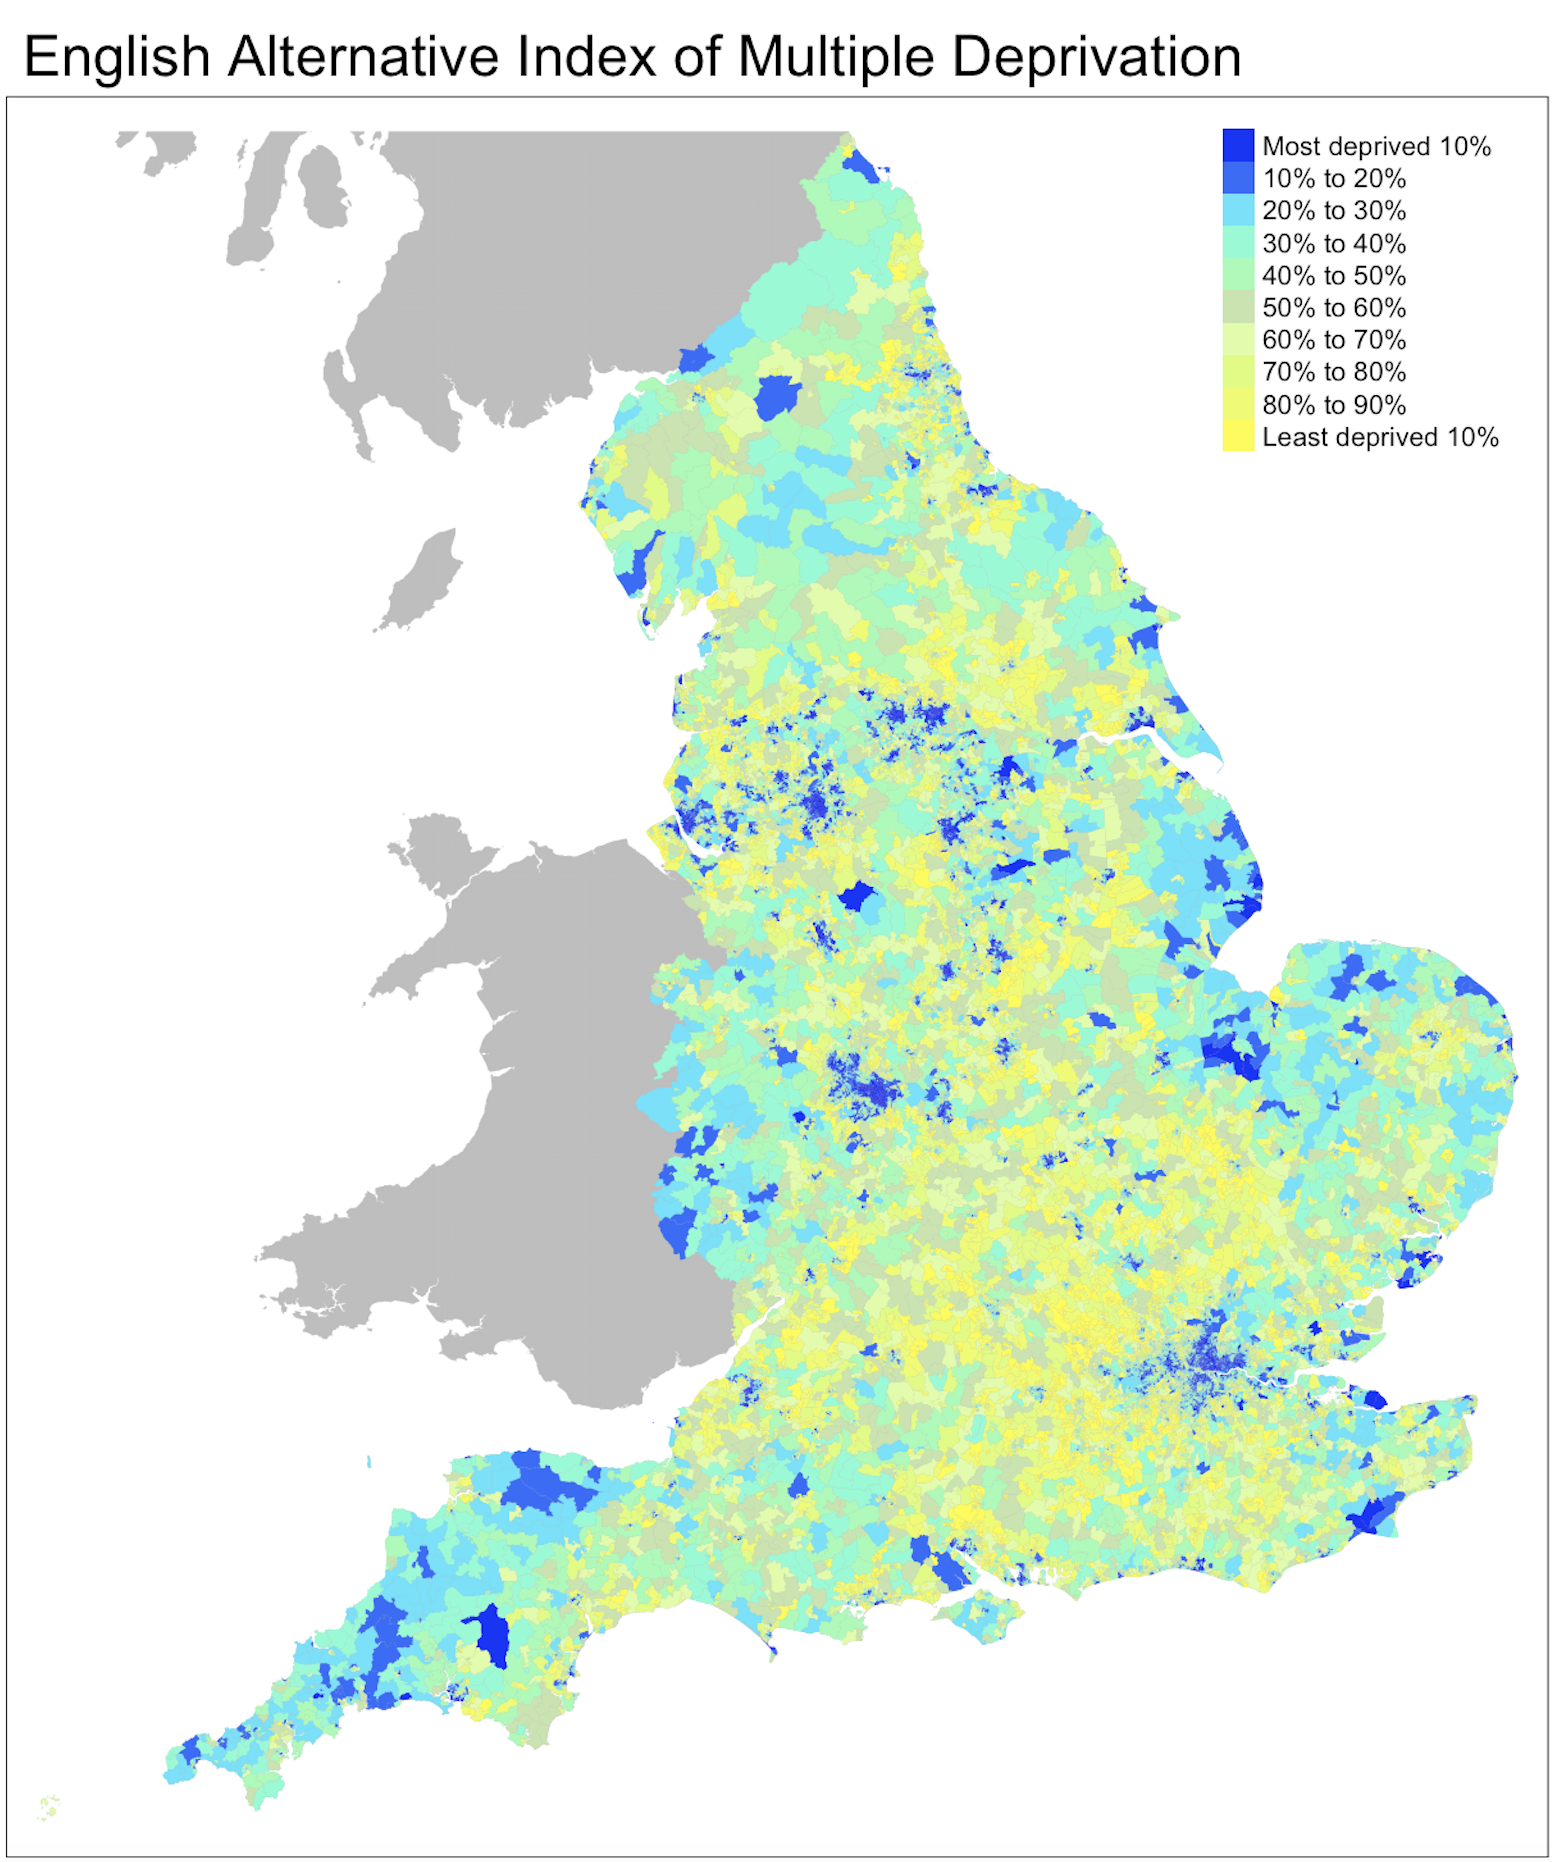 English Alternative Index of Multiple Deprivation
Most deprived 10%
10% to 20%
20% to 30%
30% to 40%
40% to 50%
50% to 60%
60% to 70%
70% to 80%
80% to 90%
Least deprived 10%